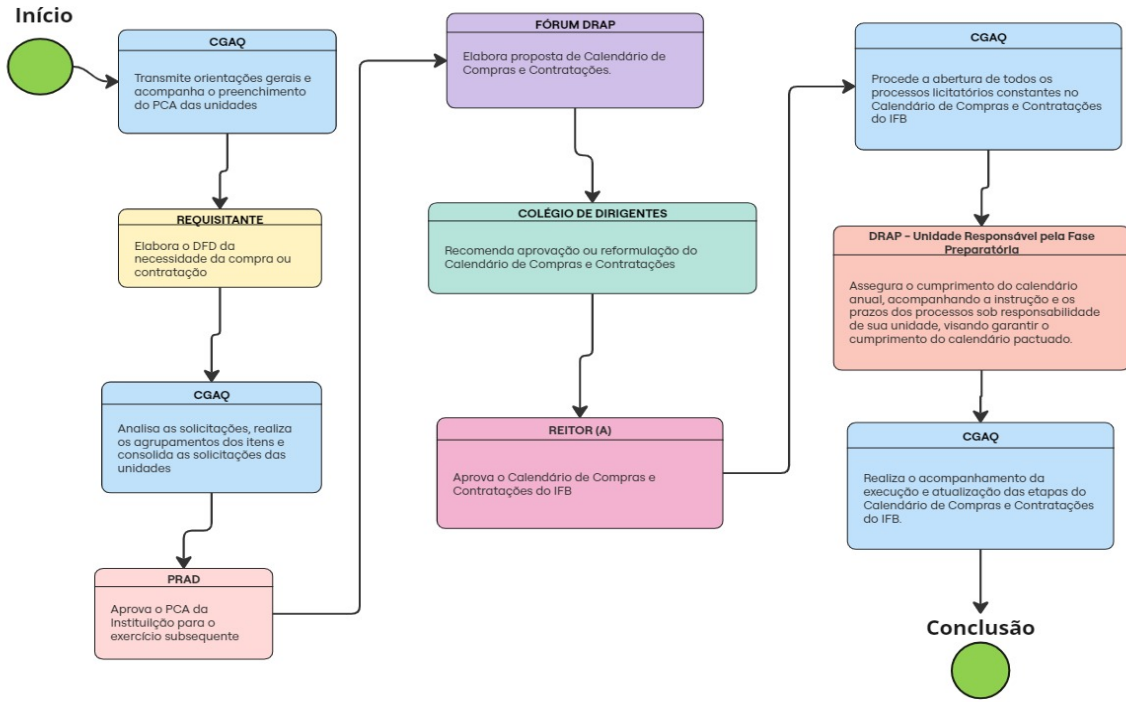 Início
CGAQ
Transmite orientações gerais e
acompanha o preenchimento
do PCA das unidades
REQUISITANTE
Elabora o DFD da
necessidade da compra ou
contratação
CGAQ
Analisa as solicitações, realiza
os agrupamentos dos itens e
consolida as solicitações das
unidades
PRAD
Aprova o PCA da
Instituilção para o
exercício subsequente
FÓRUM DRAP
Elabora proposta de Calendário de
Compras e Contratações.
COLÉGIO DE DIRIGENTES
Recomenda aprovação ou reformulação do
Calendário de Compras e Contratações
REITOR (A)
Aprova o Calendário de Compras e
Contratações do IFB
CGAQ
Procede a abertura de todos os
processos licitatórios constantes no
Calendário de Compras e Contratações
do IFB
DRAP - Unidade Responsável pela Fase
Preparatória
Assegura o cumprimento do calendário
anual, acompanhando a instrução e os
prazos dos processos sob responsabilidade
de sua unidade, visando garantir o
cumprimento do calendário pactuado.
CGAQ
Realiza o acompanhamento da
execução e atualização das etapas do
Calendário de Compras e Contratações
do IFB.
Conclusão